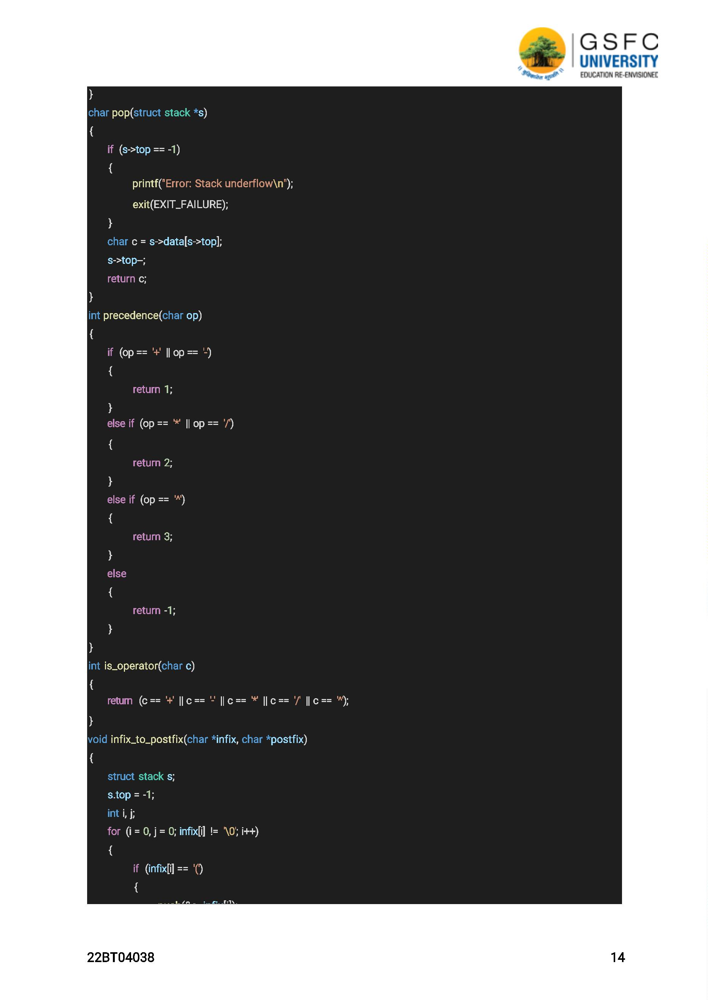 GSFC
UNIVERSITY
EDUCATION RE-ENVISIONED
}
char pop(struct stack *s)
{
if (s->top == -1)
{
printf("Error: Stack underflow\n");
exit(EXIT_FAILURE);
}
char c = s->data[s->top];
s->top--;
return c;
}
int precedence(char op)
{
if (op == '+' || op == '-')
{
return 1;
}
else if (op == '*' || op == '/')
{
return 2;
}
else if (op == '^')
{
return 3;
}
else
{
return -1;
}
}
int is_operator(char c)
{
return (c == '+' || c == '-' || c == '*' || c == '/' || c == '^');
}
void infix_to_postfix(char *infix, char *postfix)
{
struct stack s;
s.top = -1;
int i, j;
for (i = 0, j = 0; infix[i] != '\0'; i++)
{
if (infix[i] == '(')
{
22BT04038 14